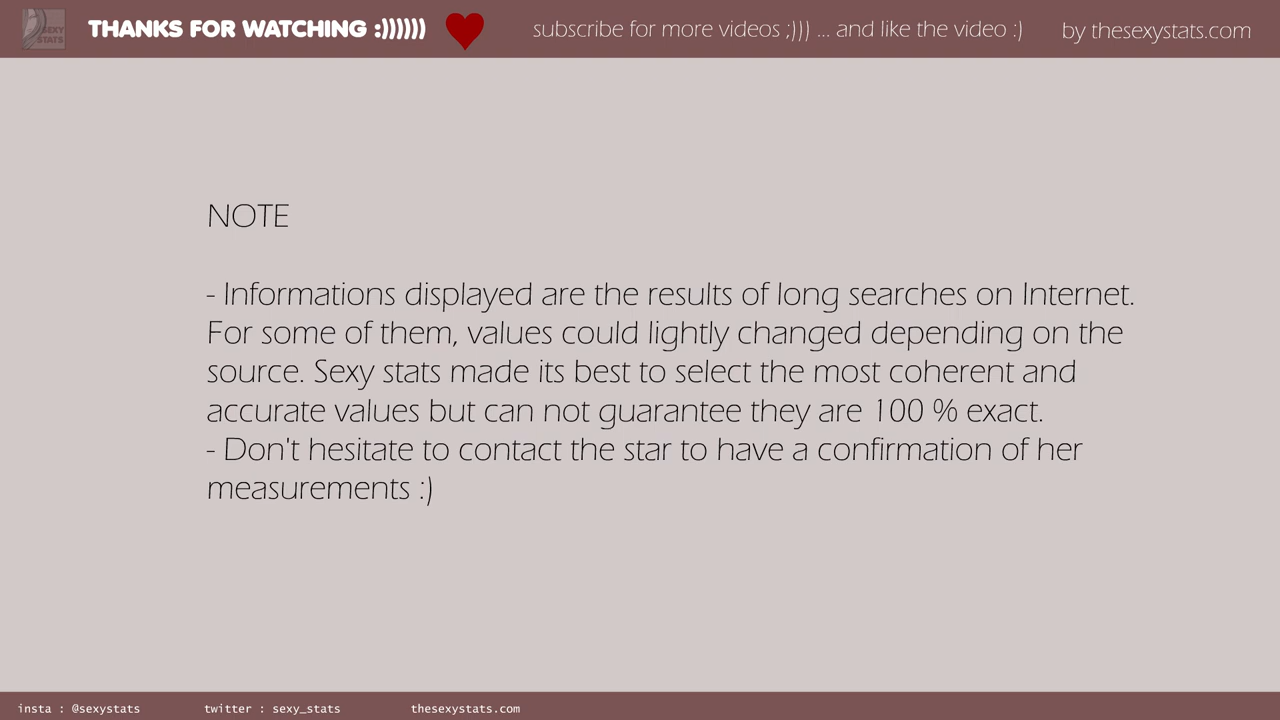 SEXY
STATS
THANKS FOR WATCHING :))))))
subscribe for more videos ;))) ... and like the video :)
by thesexystats.com
NOTE
- Informations displayed are the results of long searches on Internet.
For some of them, values could lightly changed depending on the
source. Sexy stats made its best to select the most coherent and
accurate values but can not guarantee they are 100 % exact.
- Don't hesitate to contact the star to have a confirmation of her
measurements :)
insta : @sexystats
twitter : sexy_stats
thesexystats.com